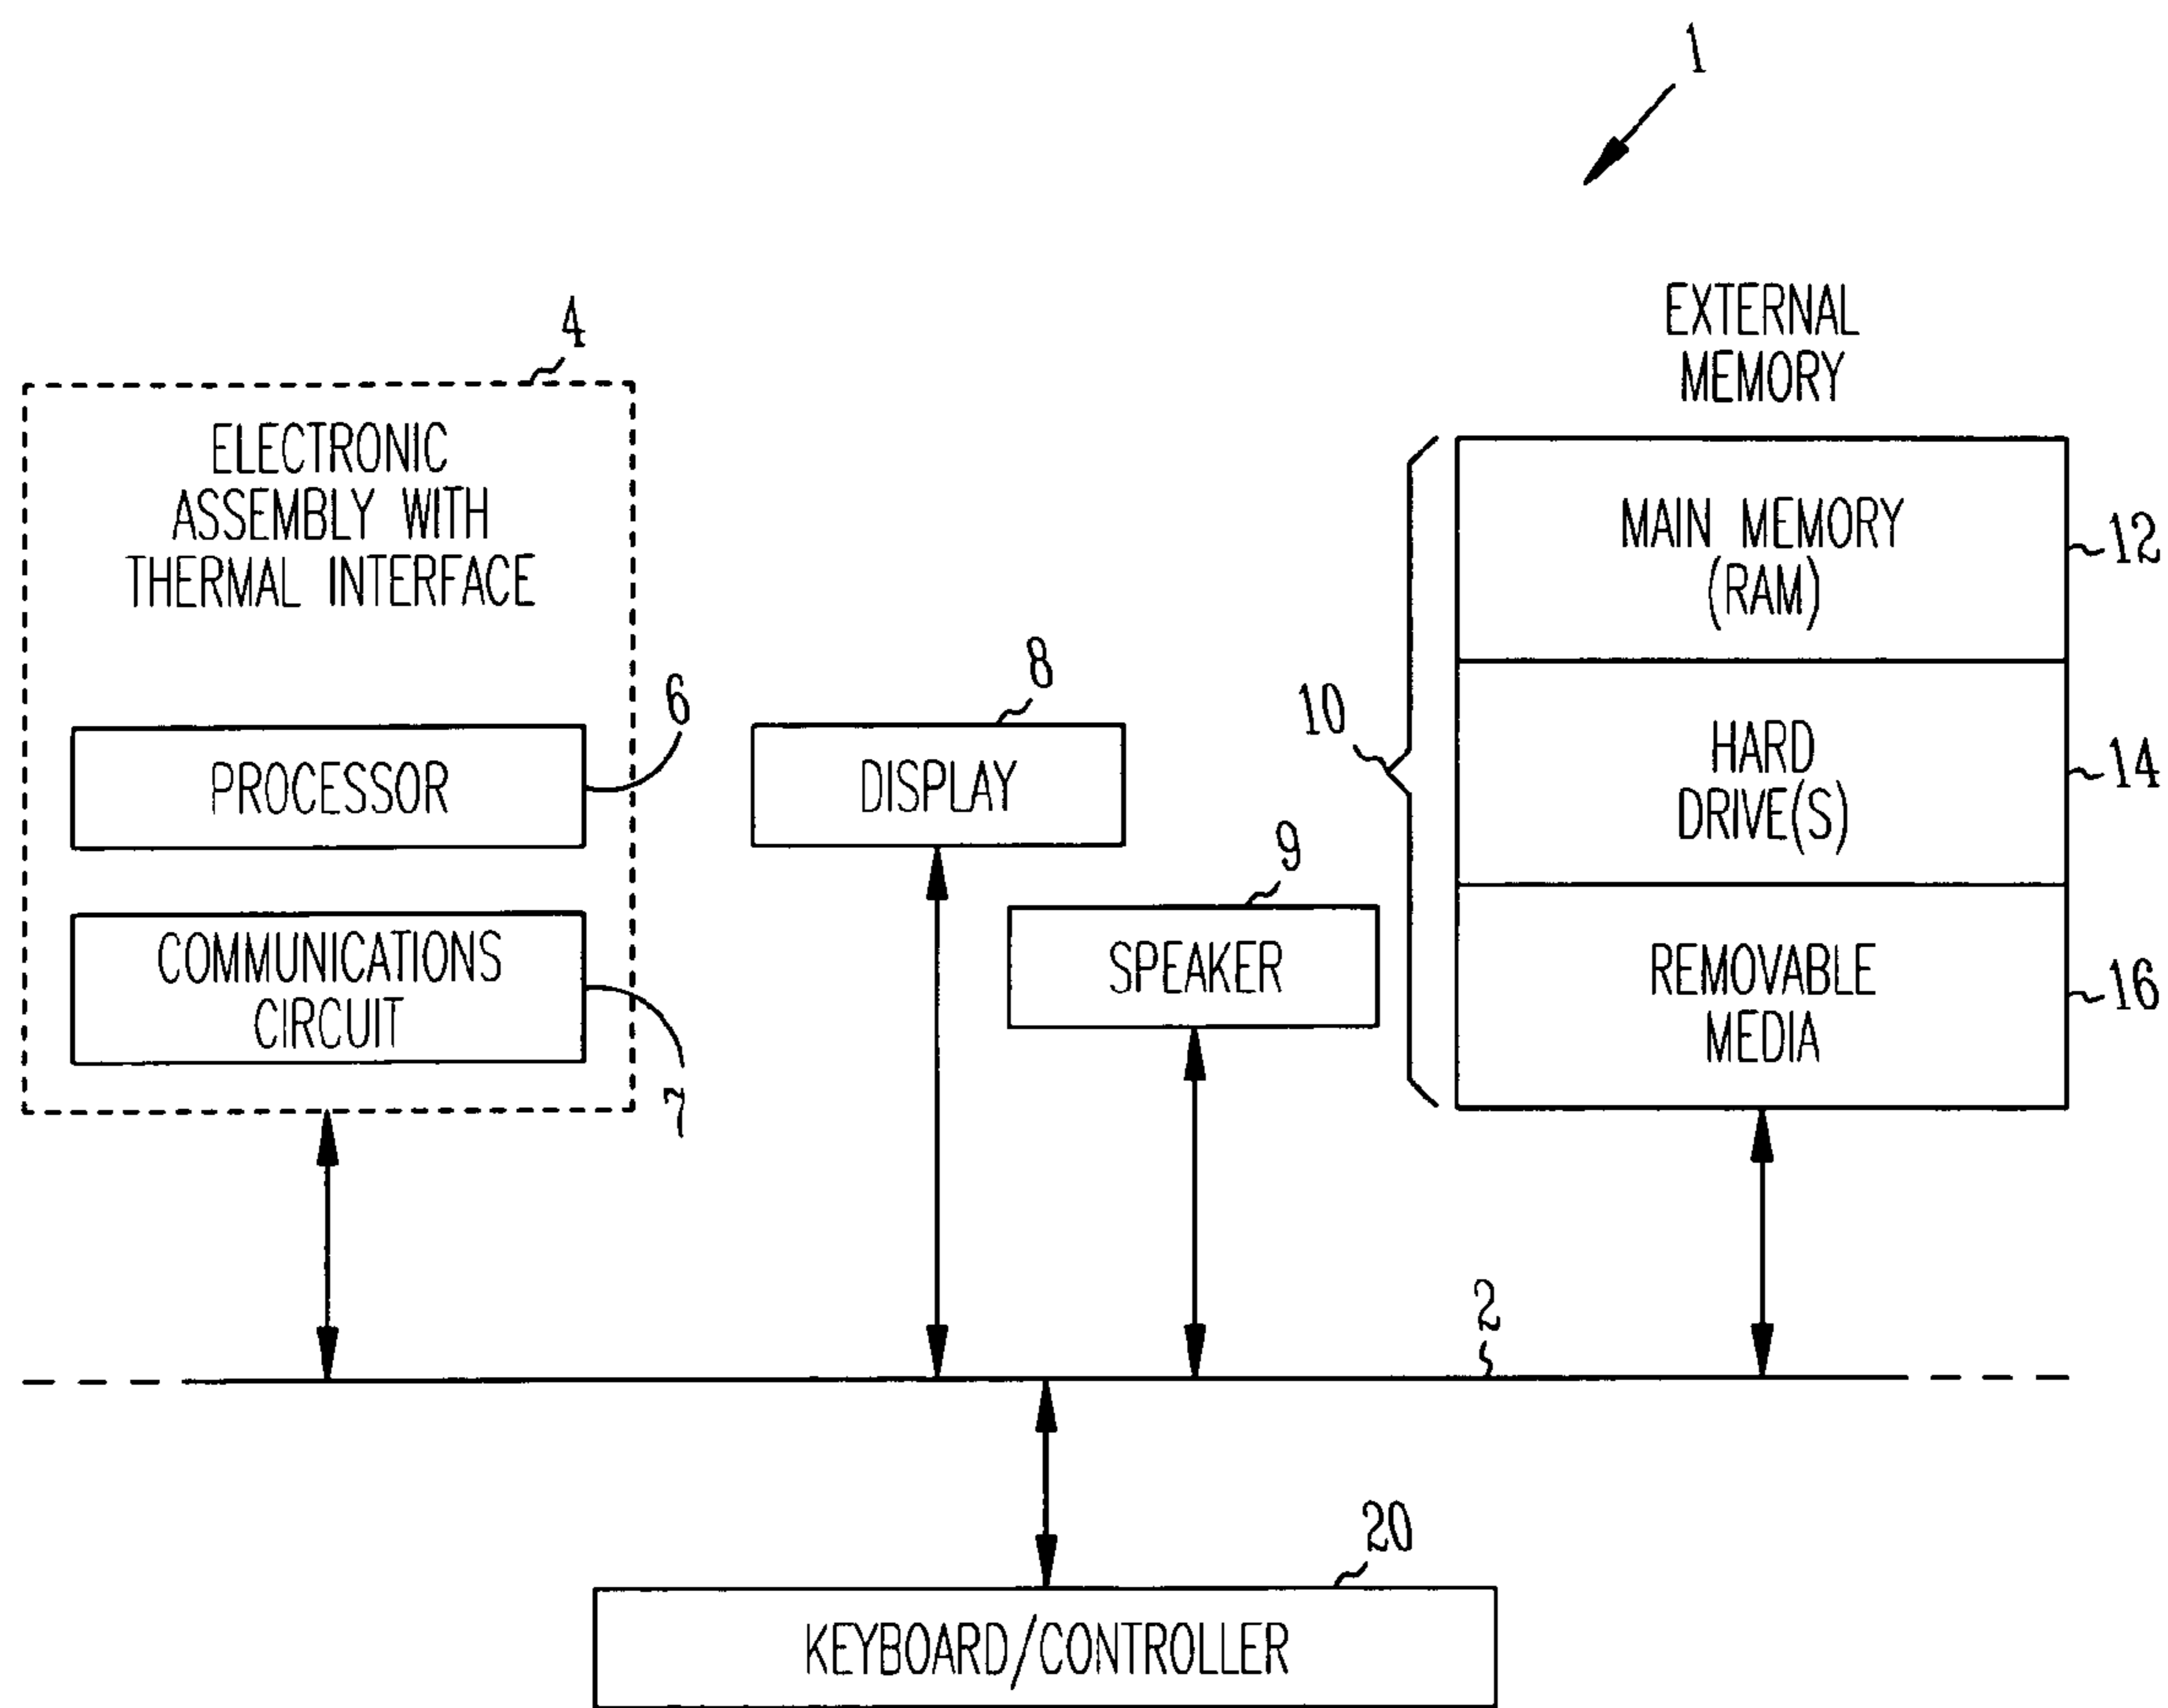 1
EXTERNAL
MEMORY
4
ELECTRONIC
ASSEMBLY WITH
THERMAL INTERFACE
MAIN MEMORY
(RAM)
12
8
6
10
PROCESSOR
DISPLAY
HARD
DRIVE(S)
14
9
COMMUNICATIONS
CIRCUIT
SPEAKER
REMOVABLE
MEDIA
16
7
2
20
KEYBOARD/CONTROLLER